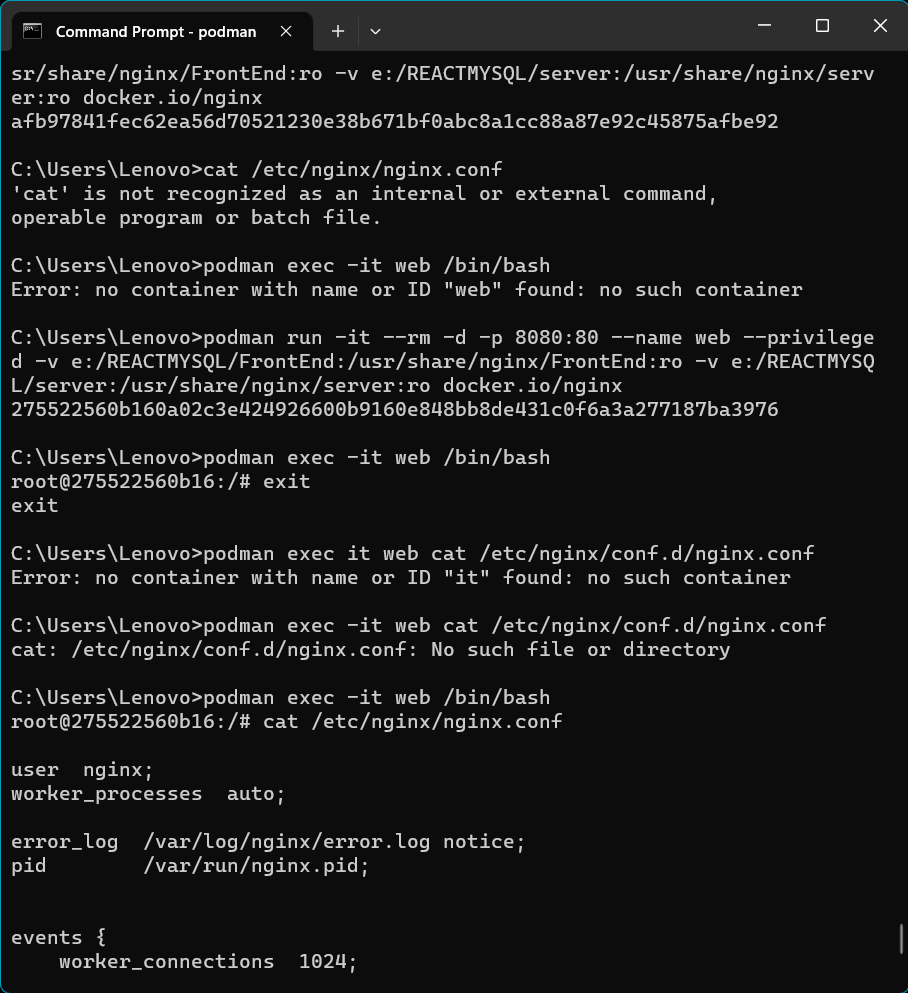 Command Prompt - podman
sr/share/nginx/FrontEnd:ro -v e:/REACTMYSQL/server:/usr/share/nginx/serv
er:ro docker.io/nginx
afb97841fec62ea56d70521230e38b671bf0abc8a1cc88a87e92c45875afbe92

C:\Users\Lenovo>cat /etc/nginx/nginx.conf
'cat' is not recognized as an internal or external command,
operable program or batch file.

C:\Users\Lenovo>podman exec -it web /bin/bash
Error: no container with name or ID "web" found: no such container

C:\Users\Lenovo>podman run -it --rm -d -p 8080:80 --name web --privilege
d -v e:/REACTMYSQL/FrontEnd:/usr/share/nginx/FrontEnd:ro -v e:/REACTMYSQ
L/server:/usr/share/nginx/server:ro docker.io/nginx
275522560b160a02c3e424926600b9160e848bb8de431c0f6a3a277187ba3976

C:\Users\Lenovo>podman exec -it web /bin/bash
root@275522560b16:/# exit
exit

C:\Users\Lenovo>podman exec it web cat /etc/nginx/conf.d/nginx.conf
Error: no container with name or ID "it" found: no such container

C:\Users\Lenovo>podman exec -it web cat /etc/nginx/conf.d/nginx.conf
cat: /etc/nginx/conf.d/nginx.conf: No such file or directory

C:\Users\Lenovo>podman exec -it web /bin/bash
root@275522560b16:/# cat /etc/nginx/nginx.conf

user  nginx;
worker_processes  auto;

error_log  /var/log/nginx/error.log notice;
pid        /var/run/nginx.pid;


events {
    worker_connections  1024;